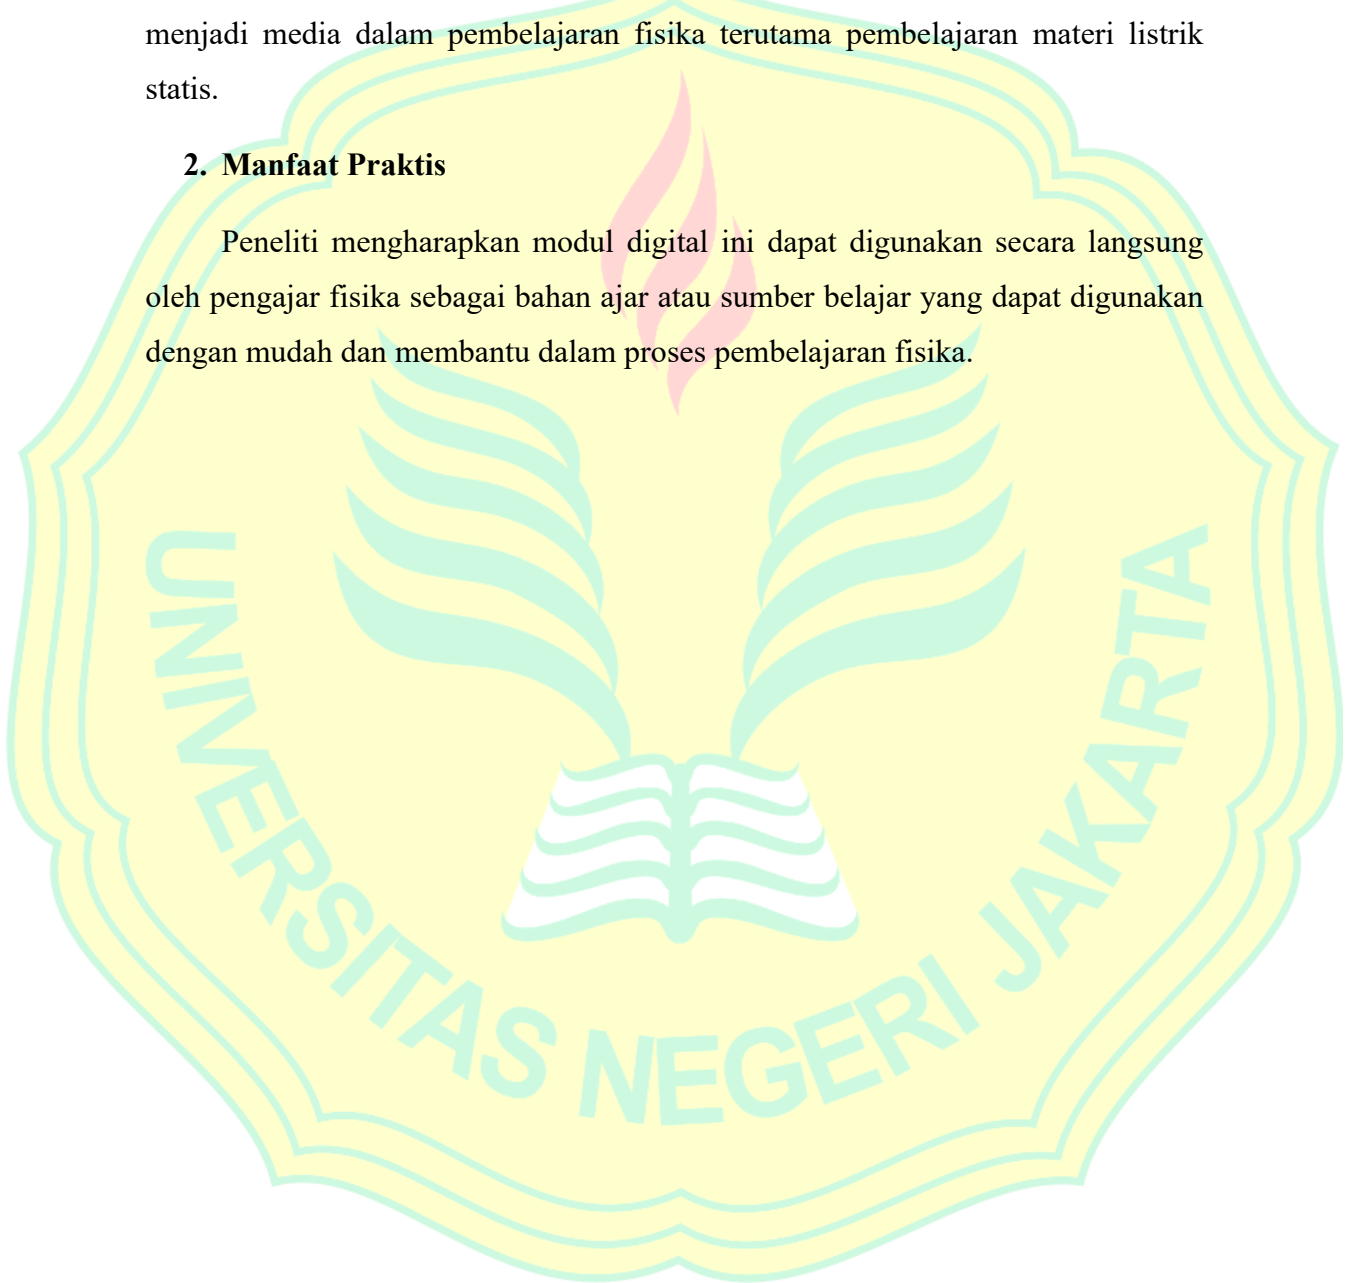 menjadi media dalam pembelajaran fisika terutama pembelajaran materi listrik
statis.
2. Manfaat Praktis
Peneliti mengharapkan modul digital ini dapat digunakan secara langsung
oleh pengajar fisika sebagai bahan ajar atau sumber belajar yang dapat digunakan
dengan mudah dan membantu dalam proses pembelajaran fisika.
UNIVERSITAS NEGERI JAKARTA